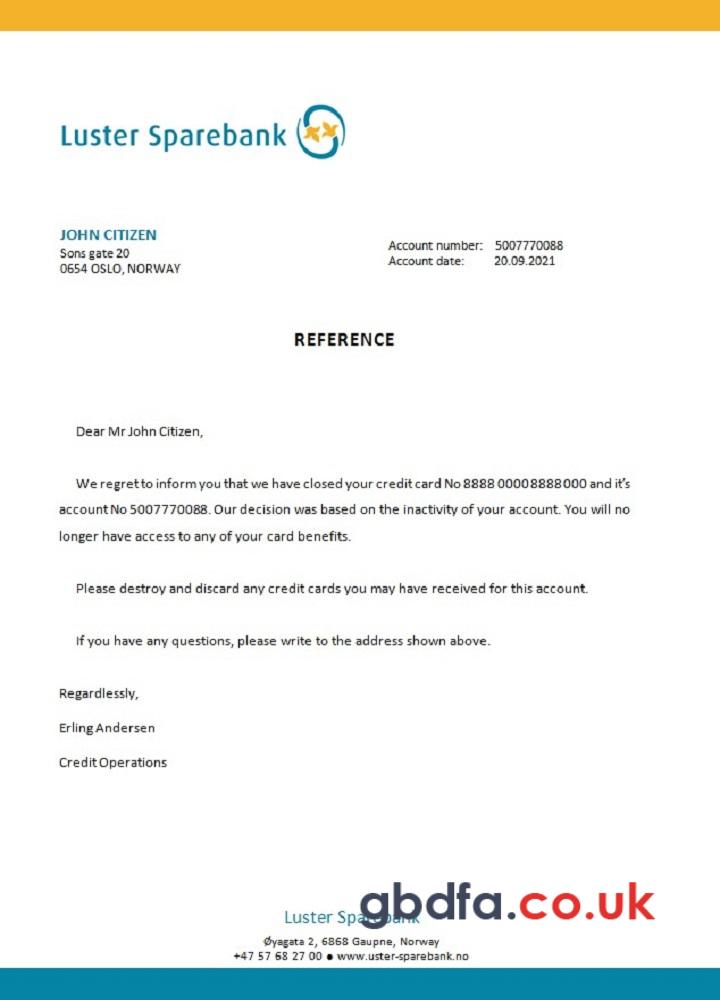 Luster Sparebank
JOHN CITIZEN
Sons gate 20
0654 OSLO, NORWAY
Account number: 5007770088
Account date: 20.09.2021
REFERENCE
Dear Mr John Citizen,
We regret to inform you that we have closed your credit card No 8888 00008888000 and it's
account No 5007770088. Our decision was based on the inactivity of your account. You will no
longer have access to any of your card benefits.
Please destroy and discard any credit cards you may have received for this account.
If you have any questions, please write to the address shown above.
Regardlessly,
Erling Andersen
Credit Operations
gbdfa.co.uk
Luster Sparebank
Øyagata 2, 6868 Gaupne, Norway
+47 57 68 27 00 ● www.uster-sparebank.no